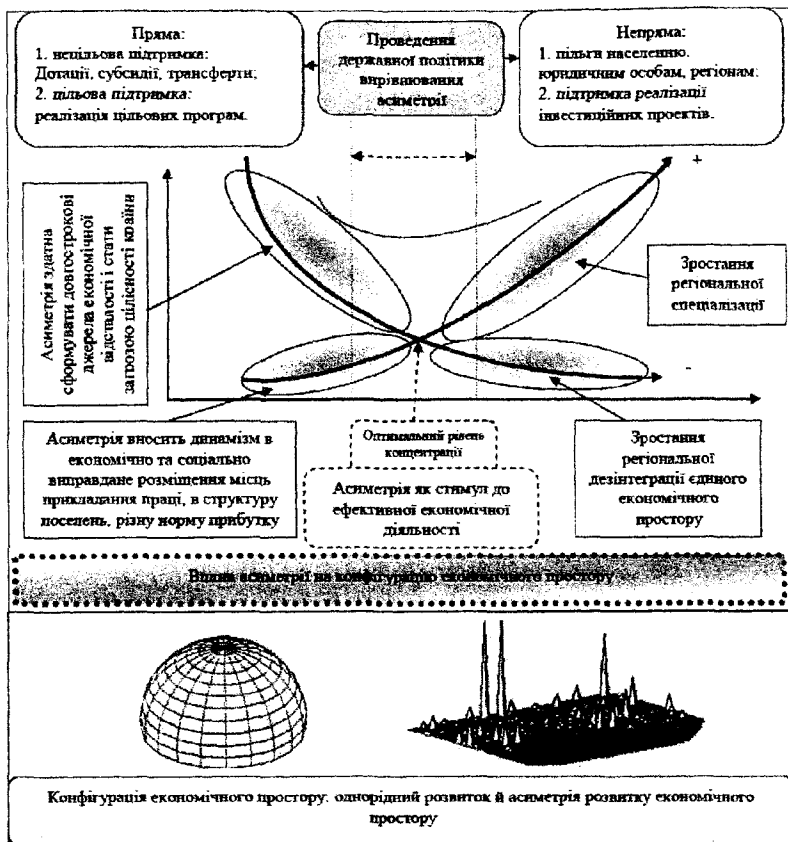 Пряма:
1. нецільова підтримка:
Дотації, субсидії, трансферти;
2. цільова підтримка:
реалізація цільових програм.
Проведення
державної політики
вирівнювання
асиметрії
Непряма:
1. пільги населенню.
юридичним особам, регіонам;
2. підтримка реалізації
інвестиційних проектів.
+
Асиметрія здатна
сформувати довгострокові
джерела економічної
відсталості і стати
загрозою цілісності країни
Зростання
регіональної
спеціалізації
-
Асиметрія вносить динамізм в
економічно та соціально
виправдане розміщення місць
прикладання праці, в структуру
поселень, різну норму прибутку
Оптимальний рівень
концентрації
Асиметрія як стимул до
ефективної економічної
діяльності
Зростання
регіональної
дезінтеграції єдиного
економічного
простору
Вплив асиметрії на конфігурацію економічного простору
Конфігурація економічного простору: однорідний розвиток й асиметрія розвитку економічного
простору